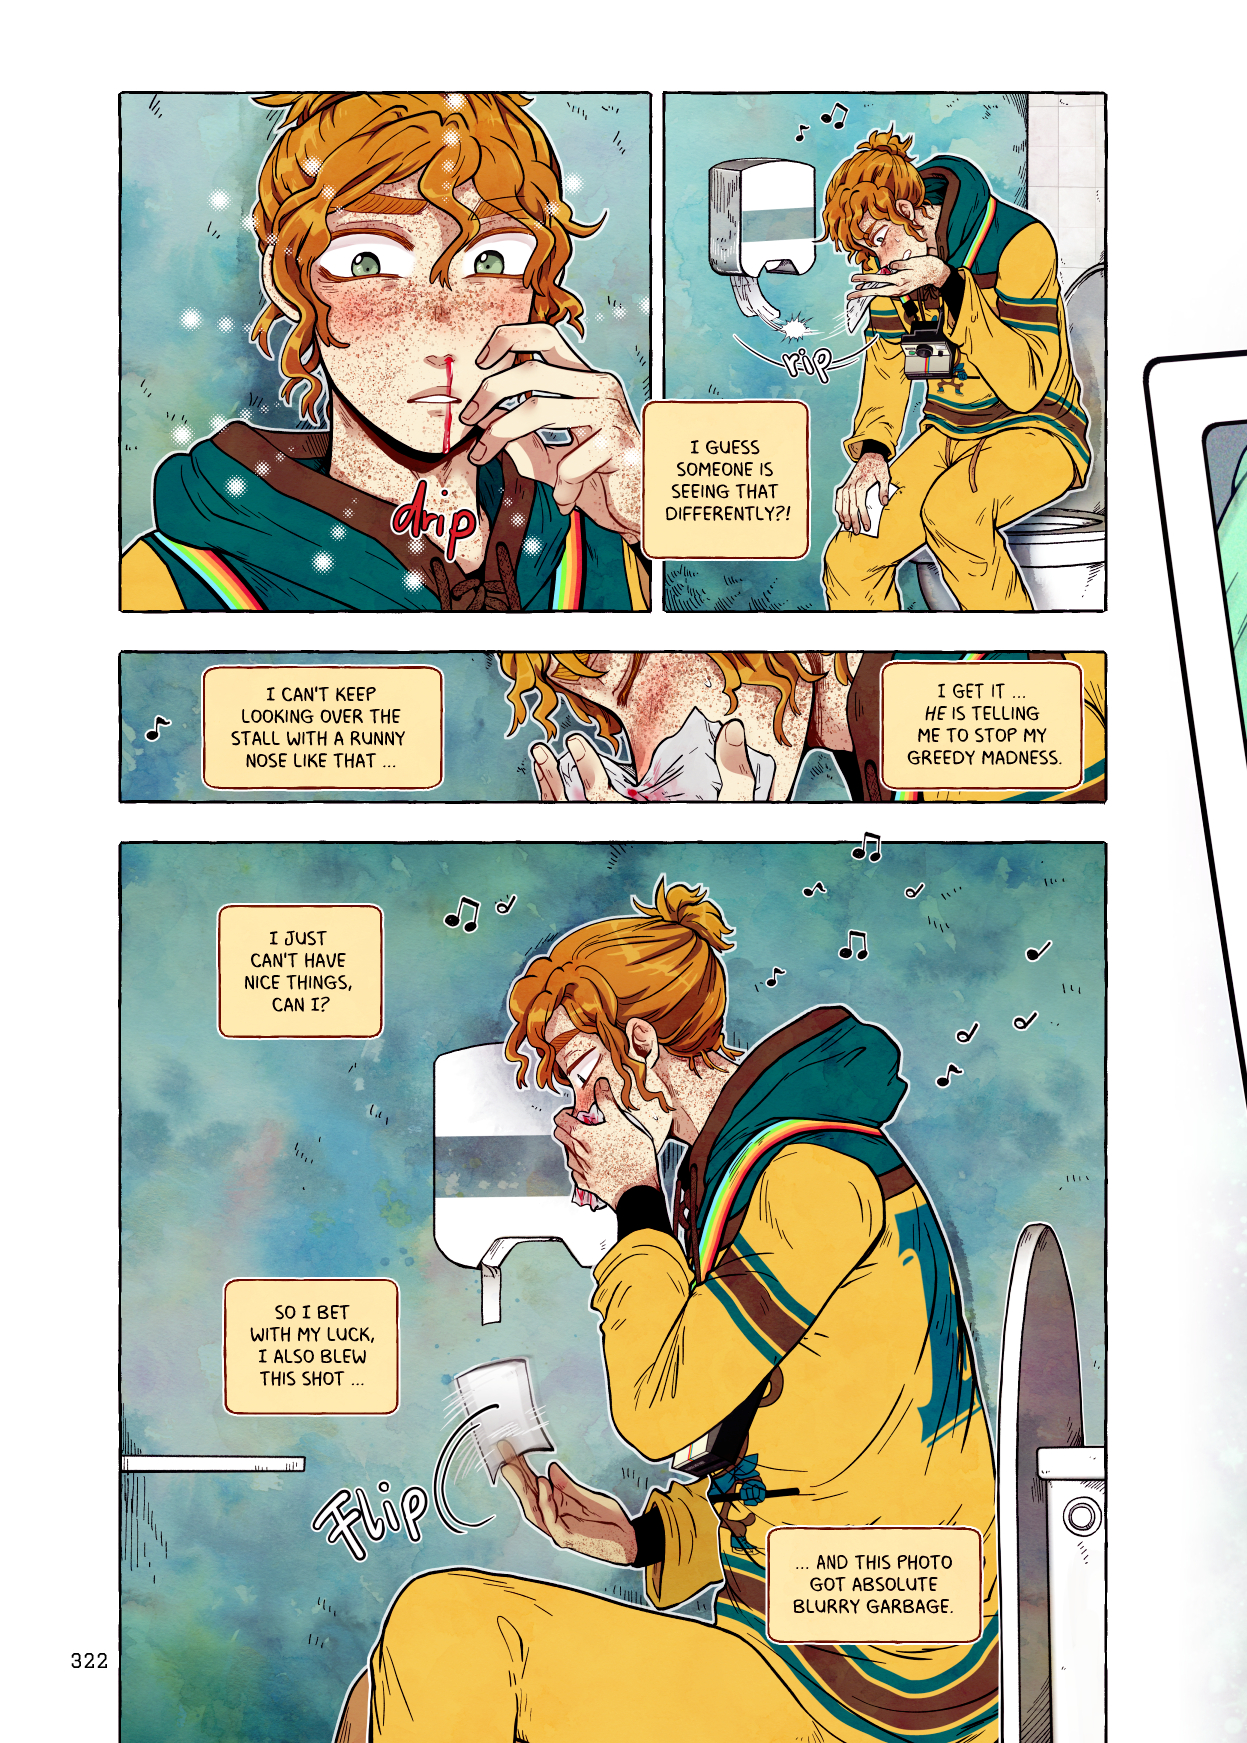 drip
rip
I GUESS
SOMEONE IS
SEEING THAT
DIFFERENTLY?!
I CAN'T KEEP
LOOKING OVER THE
STALL WITH A RUNNY
NOSE LIKE THAT ...
I GET IT ...
HE IS TELLING
ME TO STOP MY
GREEDY MADNESS.
I JUST
CAN'T HAVE
NICE THINGS,
CAN I?
SO I BET
WITH MY LUCK,
I ALSO BLEW
THIS SHOT ...
Flip
... AND THIS PHOTO
GOT ABSOLUTE
BLURRY GARBAGE.
322